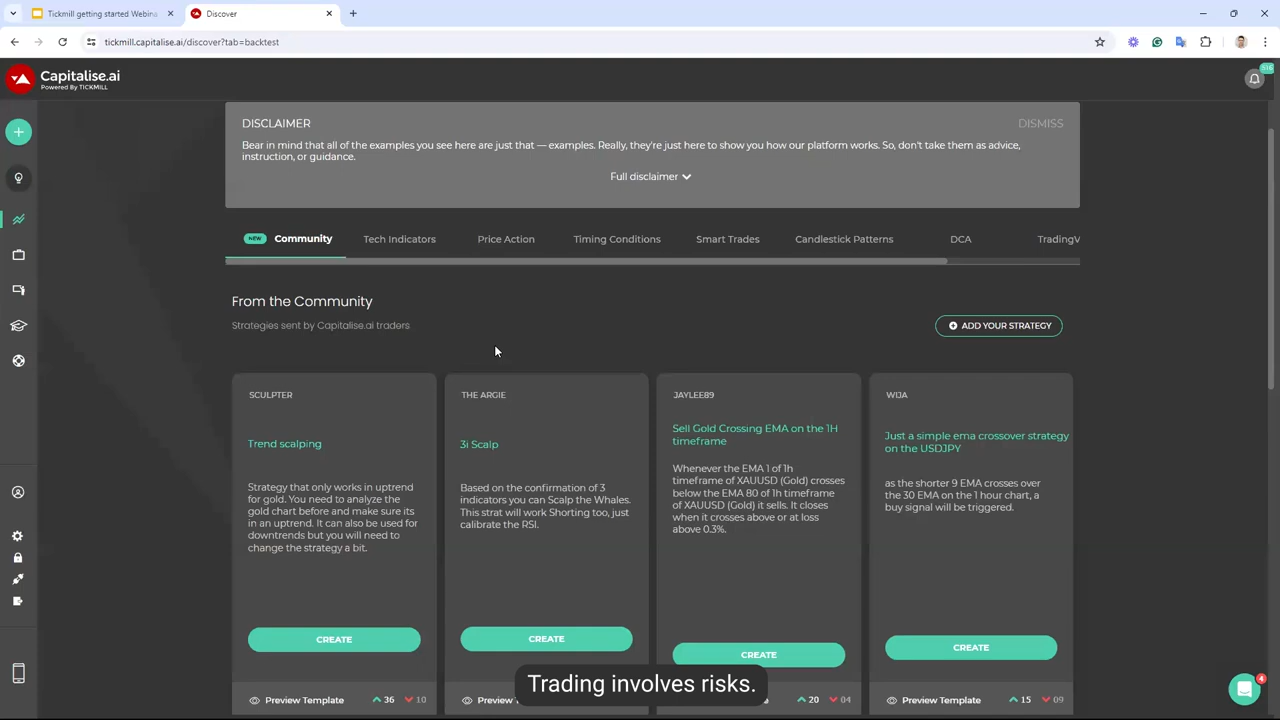 Tickmill getting started Webina
Discover
tickmill.capitalise.ai/discover?tab=backtest
Capitalise.ai
Powered By TICKMILL
516
DISCLAIMER
DISMISS
Bear in mind that all of the examples you see here are just that — examples. Really, they're just here to show you how our platform works. So, don't take them as advice,
instruction, or guidance.
Full disclaimer
NEW Community
Tech Indicators
Price Action
Timing Conditions
Smart Trades
Candlestick Patterns
DCA
TradingV
From the Community
Strategies sent by Capitalise.ai traders
ADD YOUR STRATEGY
SCULPTER
Trend scalping
Strategy that only works in uptrend
for gold. You need to analyze the
gold chart before and make sure its
in an uptrend. It can also be used for
downtrends but you will need to
change the strategy a bit.
CREATE
Preview Template
36
10
THE ARGIE
3i Scalp
Based on the confirmation of 3
indicators you can Scalp the Whales.
This strat will work Shorting too, just
calibrate the RSI.
CREATE
JAYLEE89
Sell Gold Crossing EMA on the 1H
timeframe
Whenever the EMA 1 of 1h
timeframe of XAUUSD (Gold) crosses
below the EMA 80 of 1h timeframe
of XAUUSD (Gold) it sells. It closes
when it crosses above or at loss
above 0.3%.
CREATE
20
04
WIJA
Just a simple ema crossover strategy
on the USDJPY
as the shorter 9 EMA crosses over
the 30 EMA on the 1 hour chart, a
buy signal will be triggered.
CREATE
Preview Template
15
09
Trading involves risks.
4